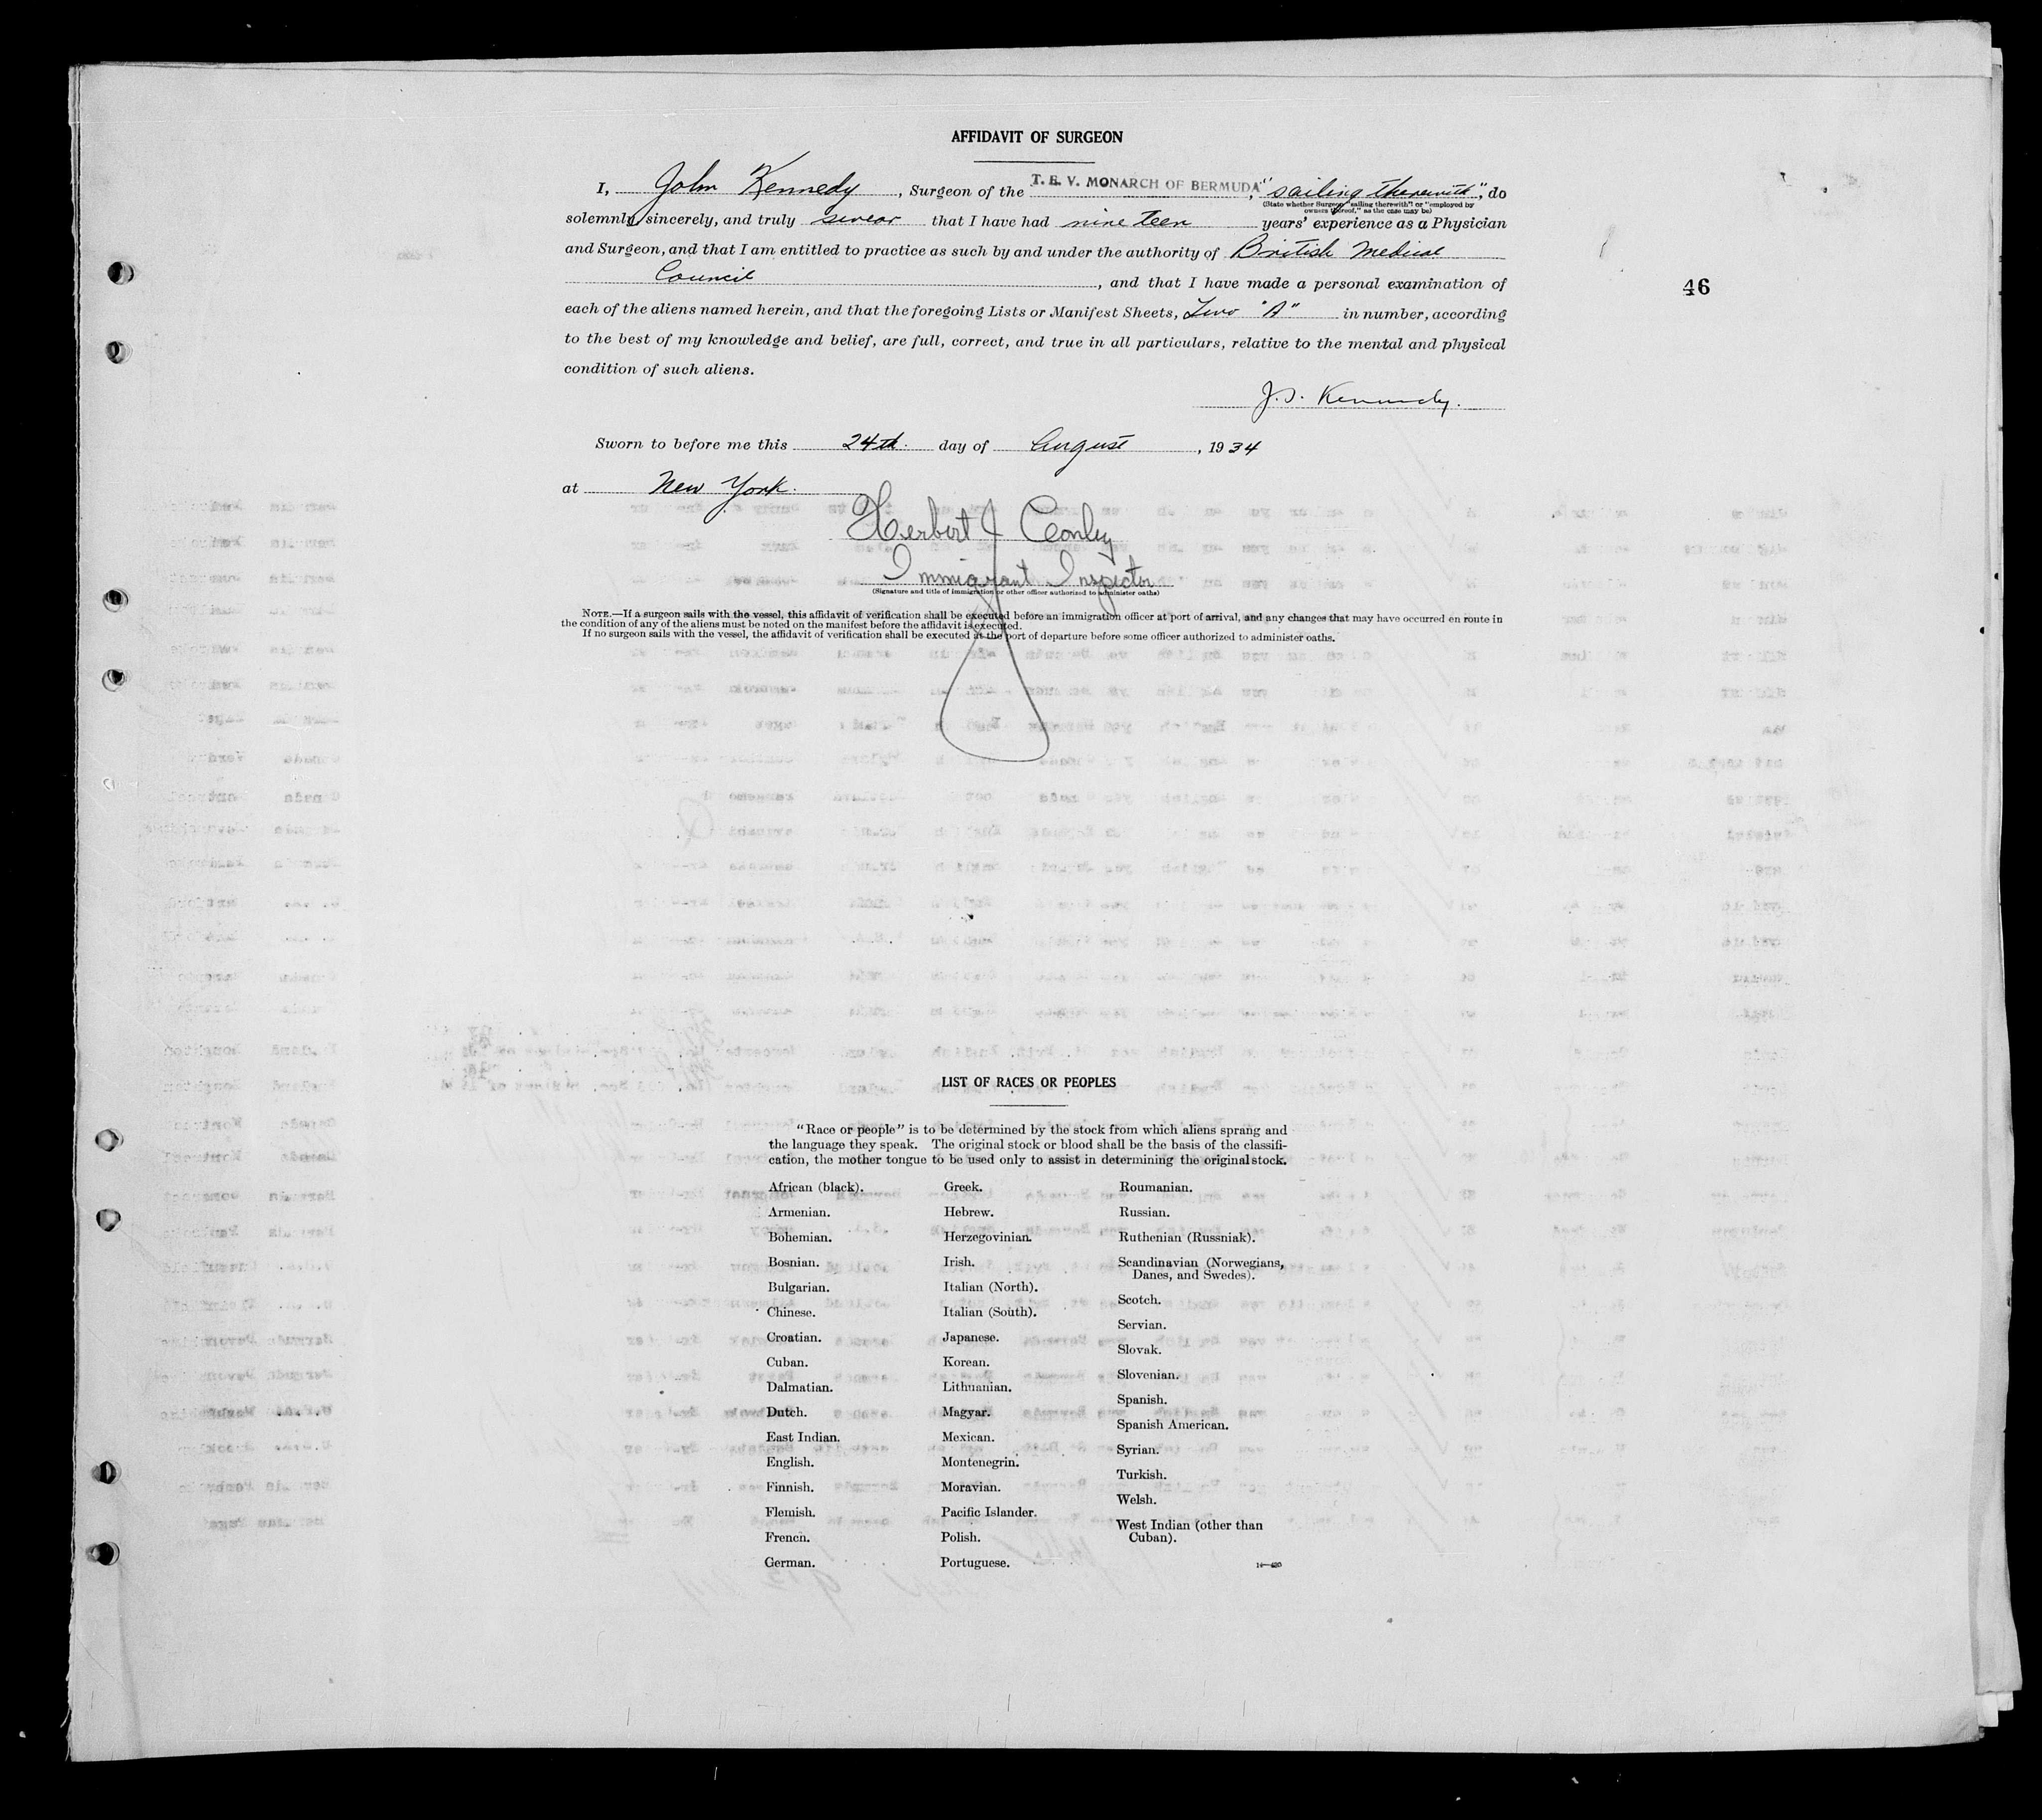 AFFIDAVIT OF SURGEON
I, John Kennedy, Surgeon of the T. E. V. MONARCH OF BERMUDA, "sailing therewith", do
(State whether Surgeon "sailing therewith" or "employed by
owners thereof," as the case may be)
solemnly, sincerely, and truly swear that I have had nineteen years' experience as a Physician
and Surgeon, and that I am entitled to practice as such by and under the authority of British Medical
Council, and that I have made a personal examination of
46
each of the aliens named herein, and that the foregoing Lists or Manifest Sheets, Two "A" in number, according
to the best of my knowledge and belief, are full, correct, and true in all particulars, relative to the mental and physical
condition of such aliens.
Kennedy.
Sworn to before me this 24th. day of August, 1934
at New York.
Herbert J Conley
Immigrant Inspector
(Signature and title of immigration or other officer authorized to administer oaths)
NOTE.—If a surgeon sails with the vessel, this affidavit of verification shall be executed before an immigration officer at port of arrival, and any changes that may have occurred en route in
the condition of any of the aliens must be noted on the manifest before the affidavit is executed.
If no surgeon sails with the vessel, the affidavit of verification shall be executed at the port of departure before some officer authorized to administer oaths.
LIST OF RACES OR PEOPLES
"Race or people" is to be determined by the stock from which aliens sprang and
the language they speak. The original stock or blood shall be the basis of the classifi-
cation, the mother tongue to be used only to assist in determining the original stock.
African (black).
Armenian.
Bohemian.
Bosnian.
Bulgarian.
Chinese.
Croatian.
Cuban.
Dalmatian.
Dutch.
East Indian.
English.
Finnish.
Flemish.
French.
German.
Greek.
Hebrew.
Herzegovinian.
Irish.
Italian (North).
Italian (South).
Japanese.
Korean.
Lithuanian.
Magyar.
Mexican.
Montenegrin.
Moravian.
Pacific Islander.
Polish.
Portuguese.
Roumanian.
Russian.
Ruthenian (Russniak).
Scandinavian (Norwegians,
Danes, and Swedes).
Scotch.
Servian.
Slovak.
Slovenian.
Spanish.
Spanish American.
Syrian.
Turkish.
Welsh.
West Indian (other than
Cuban).